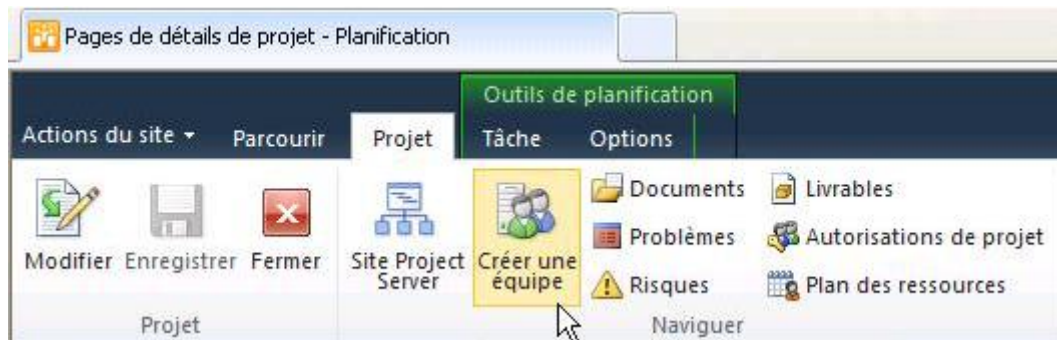 Pages de détails de projet - Planification
Outils de planification
Actions du site Parcourir Projet Tâche Options
Modifier Enregistrer Fermer
Site Project
Server
Créer une
équipe
Documents
Problèmes
Risques
Livrables
Autorisations de projet
Plan des ressources
Projet Naviguer